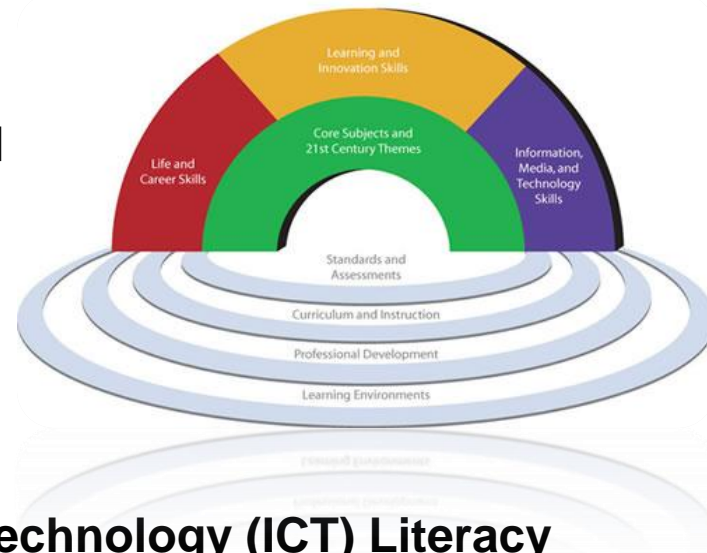 Learning and
Innovation Skills
Core Subjects and
21st Century Themes
Life and
Career Skills
Information,
Media, and
Technology
Skills
Standards and
Assessments
Curriculum and Instruction
Professional Development
Learning Environments
echnology (ICT) Literacy